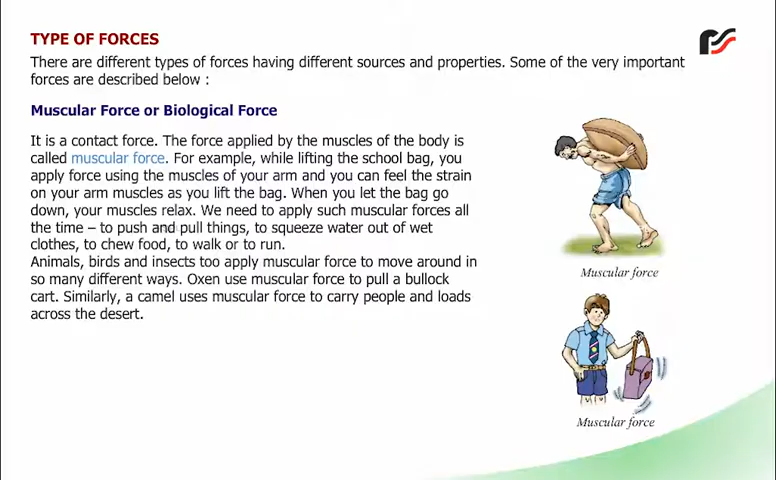 TYPE OF FORCES
There are different types of forces having different sources and properties. Some of the very important
forces are described below :
Muscular Force or Biological Force
It is a contact force. The force applied by the muscles of the body is
called muscular force. For example, while lifting the school bag, you
apply force using the muscles of your arm and you can feel the strain
on your arm muscles as you lift the bag. When you let the bag go
down, your muscles relax. We need to apply such muscular forces all
the time – to push and pull things, to squeeze water out of wet
clothes, to chew food, to walk or to run.
Animals, birds and insects too apply muscular force to move around in
so many different ways. Oxen use muscular force to pull a bullock
cart. Similarly, a camel uses muscular force to carry people and loads
across the desert.
Muscular force
Muscular force